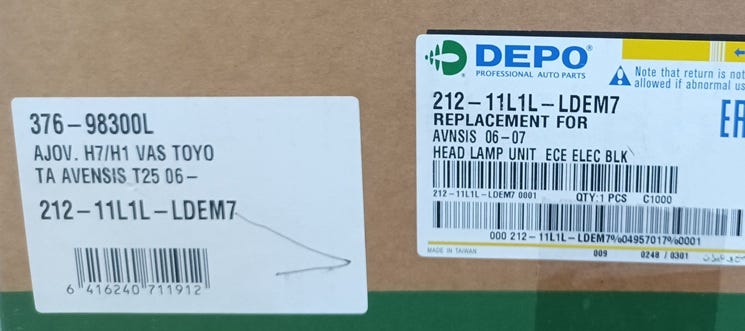 376-98300L
AJOV. H7/H1 VAS TOYO
TA AVENSIS T25 06-
212-11L1L-LDEM7
6 416240 711912
DEPO®
PROFESSIONAL AUTO PARTS
Note that return is not
allowed if abnormal us
212-11L1L-LDEM7
REPLACEMENT FOR
AVNSIS 06-07
HEAD LAMP UNIT ECE ELEC BLK
212-11L1L-LDEM7 0001 QTY:1 PCS C1000
000 212-11L1L-LDEM7%04957017%0001
MADE IN TAIWAN 009 0248 / 0301